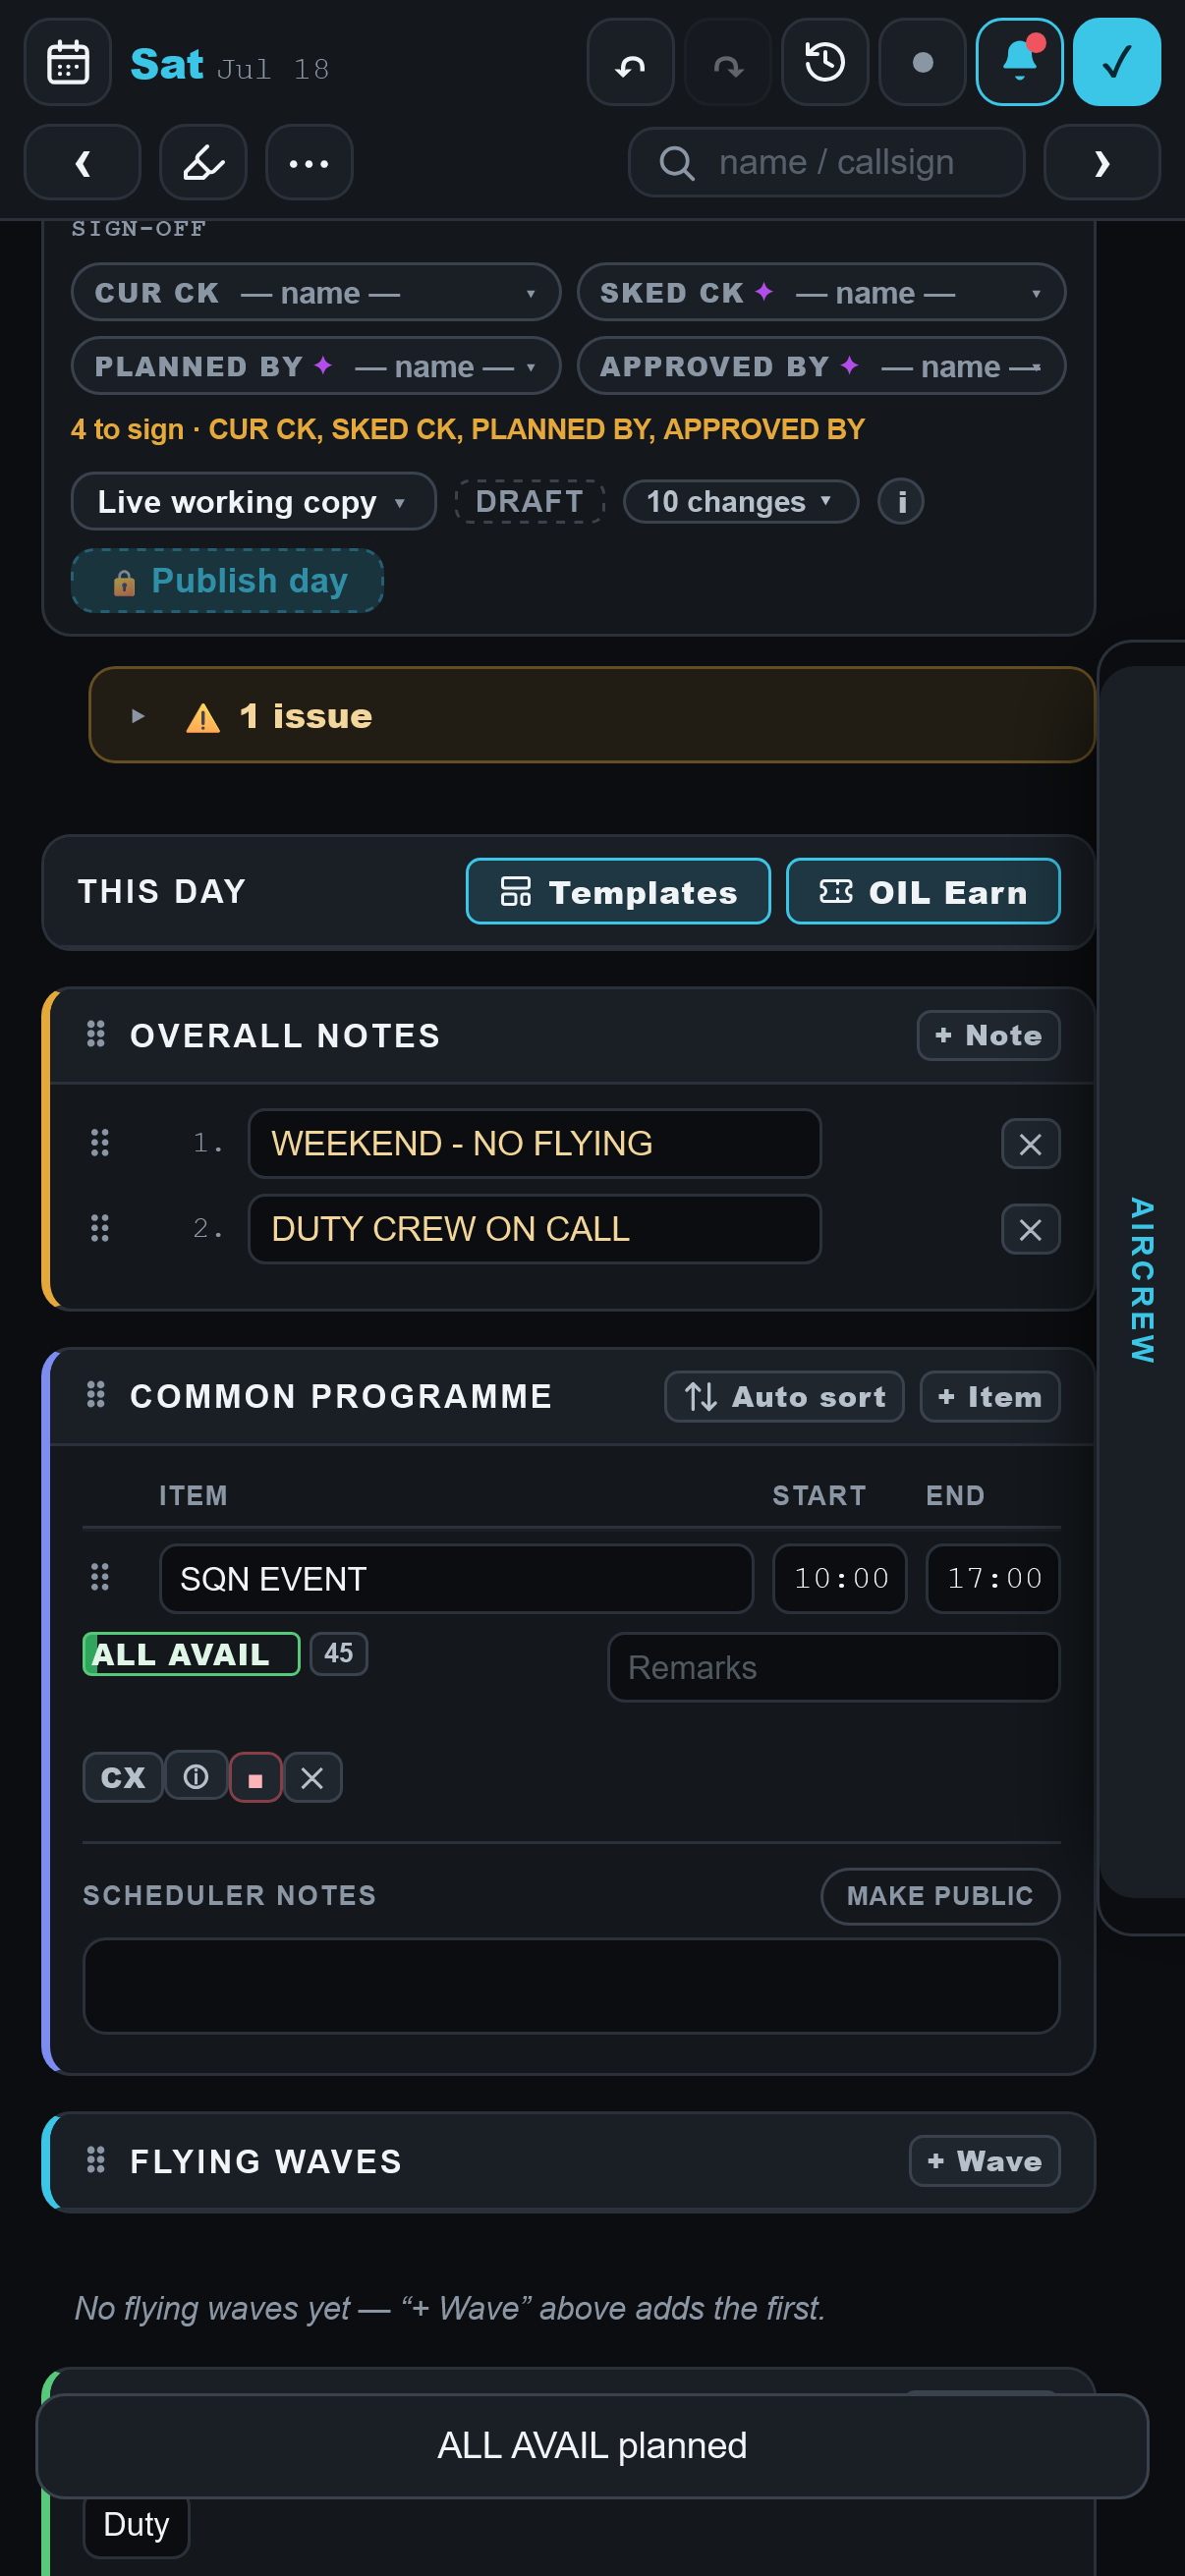 Sat Jul 18
name / callsign
SIGN-OFF
CUR CK — name —
SKED CK — name —
PLANNED BY — name —
APPROVED BY — name —
4 to sign · CUR CK, SKED CK, PLANNED BY, APPROVED BY
Live working copy DRAFT 10 changes i
Publish day
1 issue
THIS DAY Templates OIL Earn
OVERALL NOTES + Note
1. WEEKEND - NO FLYING
2. DUTY CREW ON CALL
COMMON PROGRAMME Auto sort + Item
ITEM START END
SQN EVENT 10:00 17:00
ALL AVAIL 45 Remarks
CX
SCHEDULER NOTES MAKE PUBLIC
FLYING WAVES + Wave
No flying waves yet — “+ Wave” above adds the first.
ALL AVAIL planned
Duty
AIRCREW